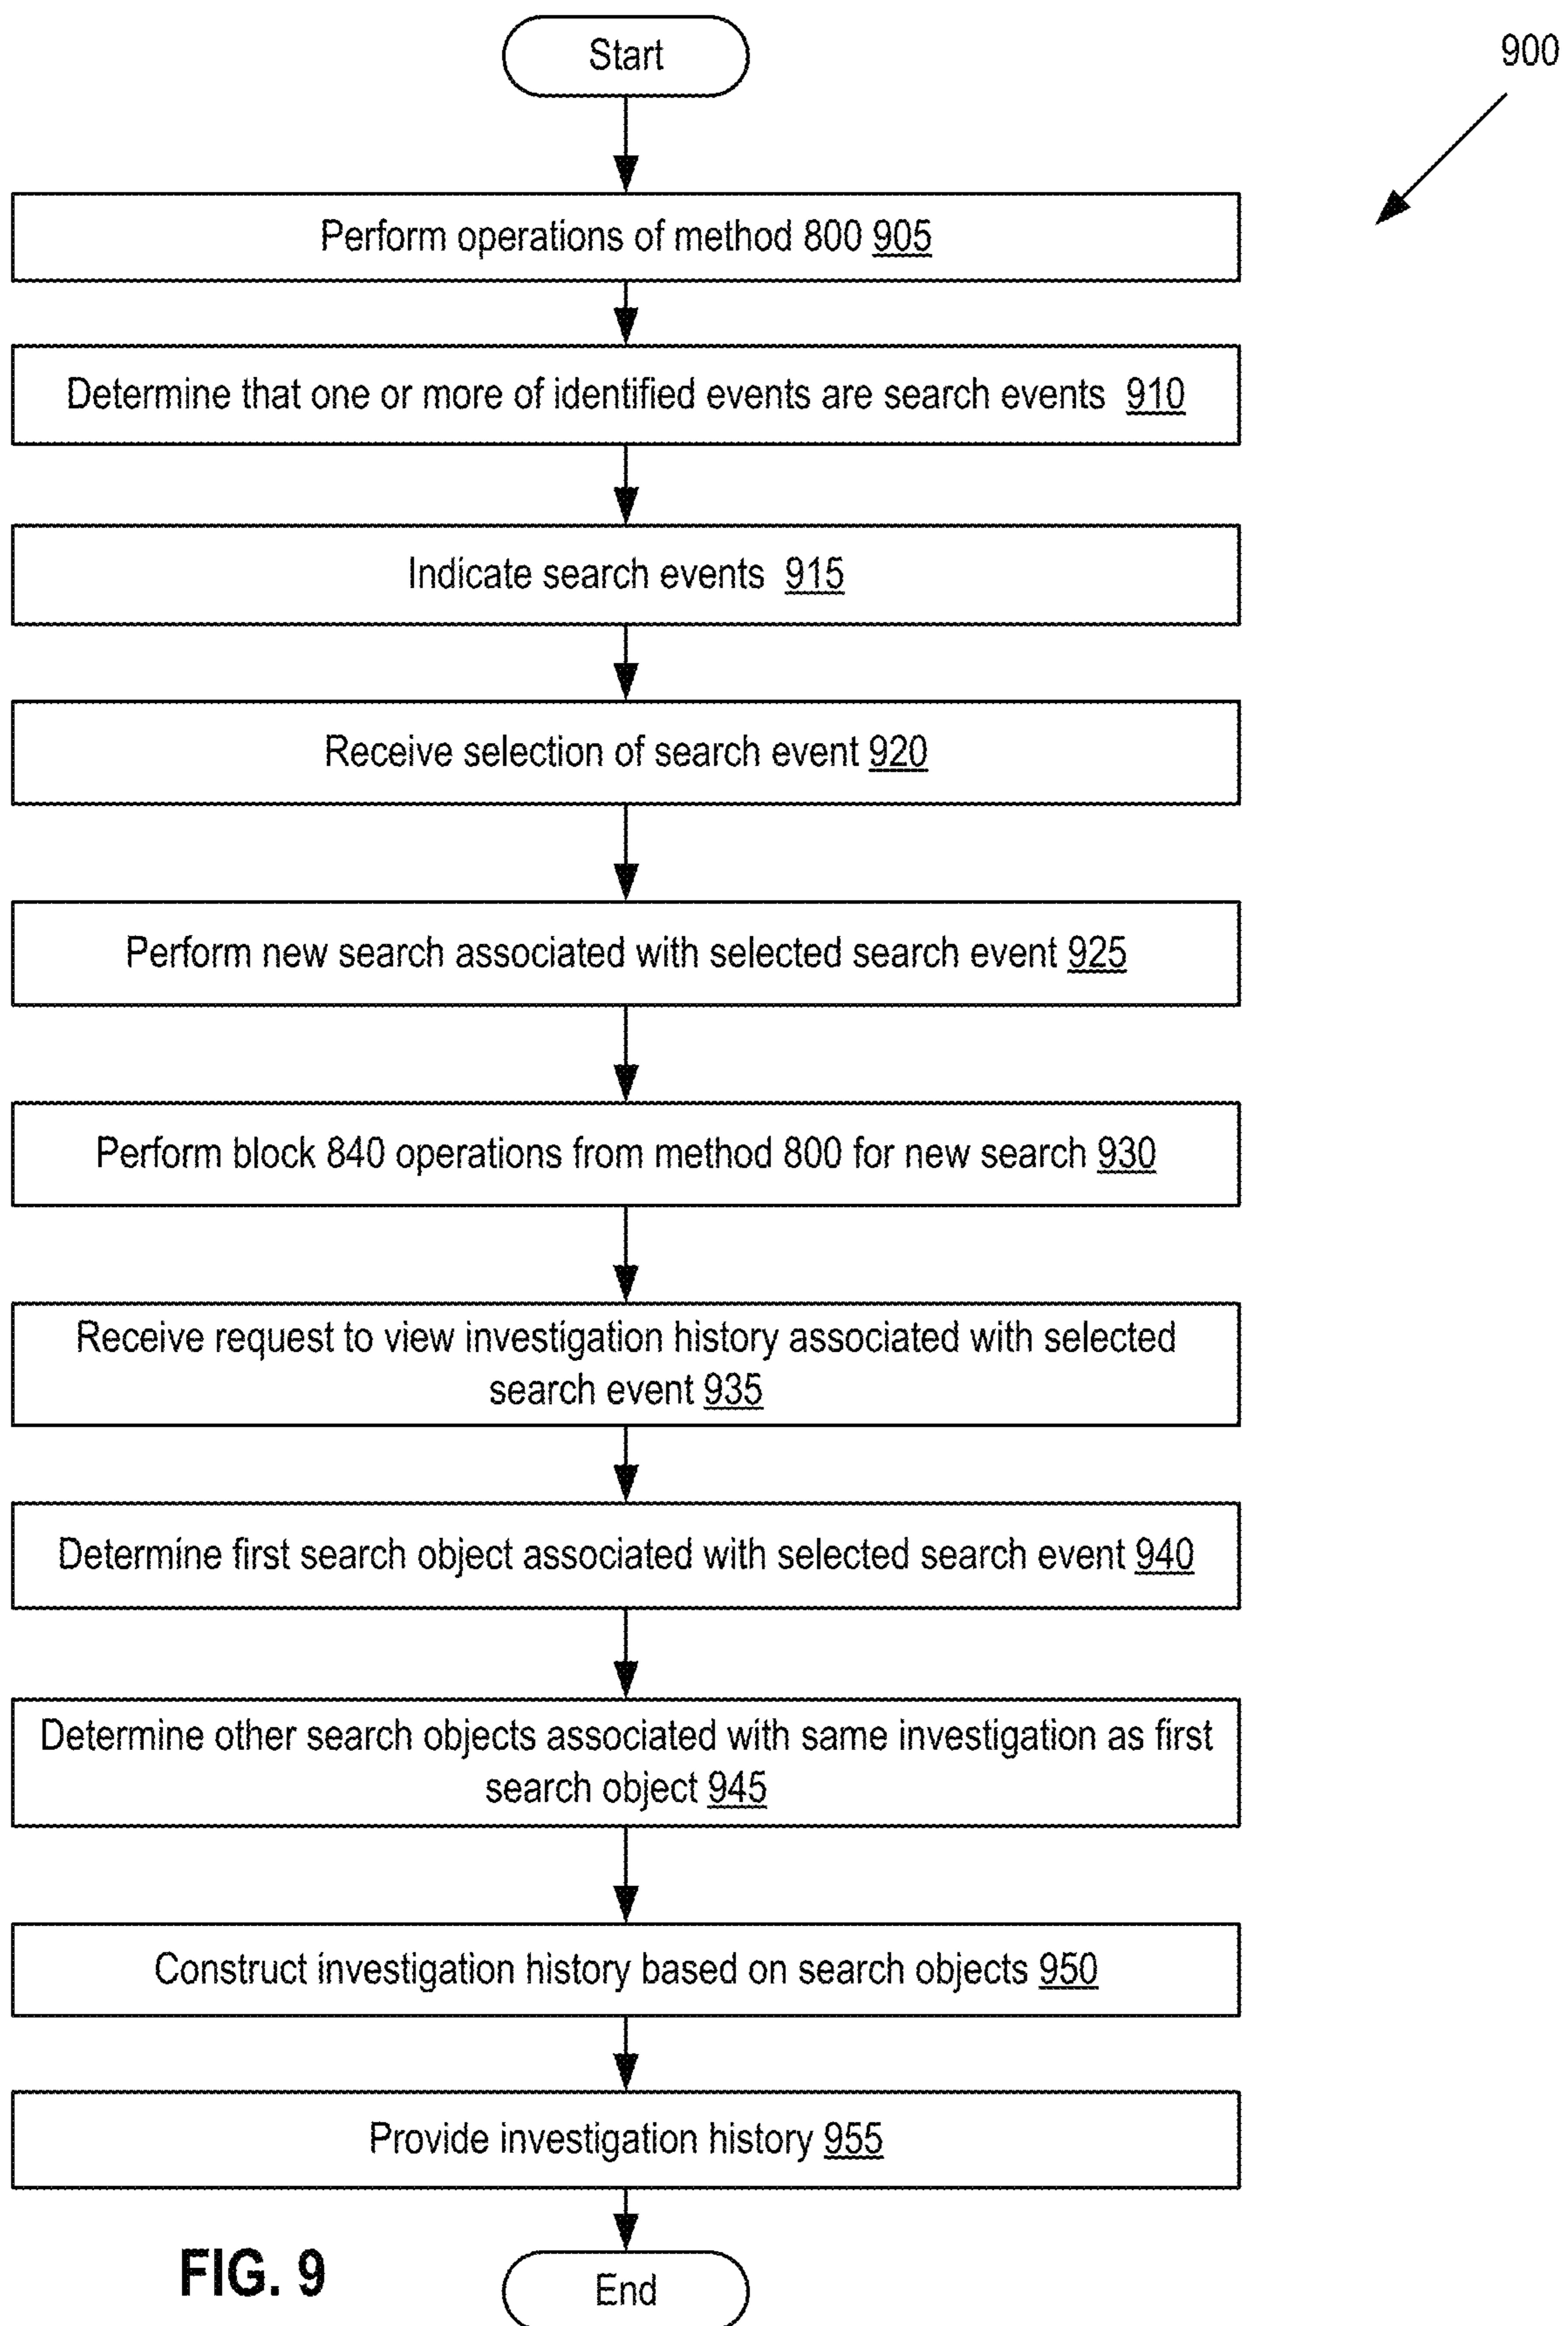 Start
900
Perform operations of method 800 905
Determine that one or more of identified events are search events 910
Indicate search events 915
Receive selection of search event 920
Perform new search associated with selected search event 925
Perform block 840 operations from method 800 for new search 930
Receive request to view investigation history associated with selected
search event 935
Determine first search object associated with selected search event 940
Determine other search objects associated with same investigation as first
search object 945
Construct investigation history based on search objects 950
Provide investigation history 955
FIG. 9
End